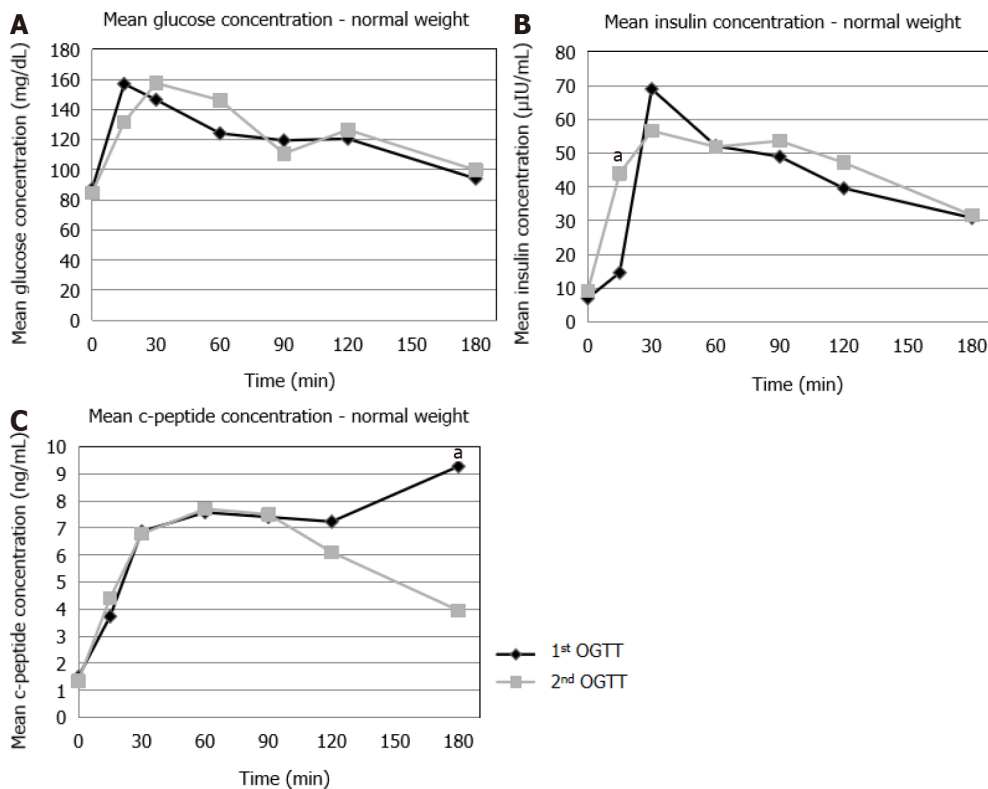 A
Mean glucose concentration - normal weight
Mean glucose concentration (mg/dL)
180
160
140
120
100
80
60
40
20
0
0 30 60 90 120 150 180
Time (min)
B
Mean insulin concentration - normal weight
Mean insulin concentration (µIU/mL)
80
70
60
50
40
30
20
10
0
a
0 30 60 90 120 150 180
Time (min)
C
Mean c-peptide concentration - normal weight
Mean c-peptide concentration (ng/mL)
10
9
8
7
6
5
4
3
2
1
0
a
0 30 60 90 120 150 180
Time (min)
1st OGTT
2nd OGTT